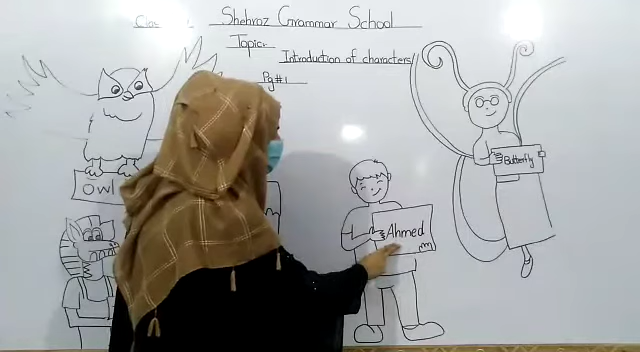 Shehroz Grammar School
Topic:
Introduction of characters
Pg#1
Owl
Ahmed
Butterfly